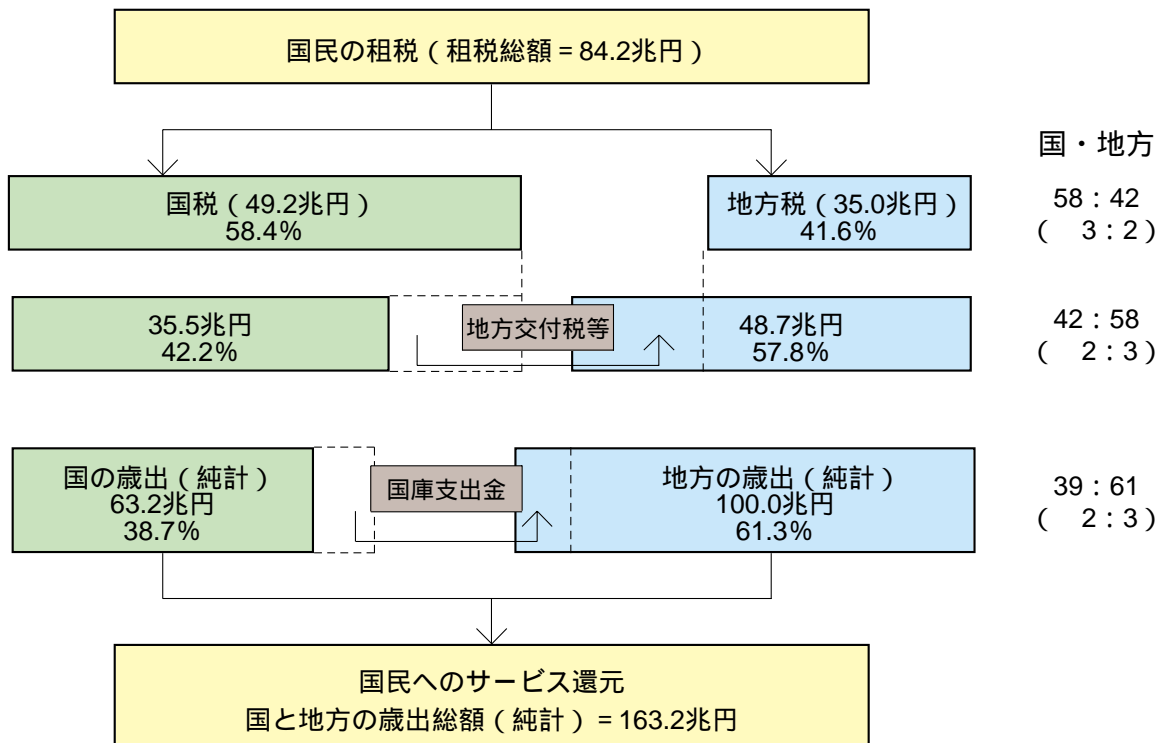 国民の租税（租税総額＝84.2兆円）
国・地方
国税（49.2兆円）
58.4%
地方税（35.0兆円）
41.6%
58：42
（　3：2）
35.5兆円
42.2%
地方交付税等
48.7兆円
57.8%
42：58
（　2：3）
国の歳出（純計）
63.2兆円
38.7%
国庫支出金
地方の歳出（純計）
100.0兆円
61.3%
39：61
（　2：3）
国民へのサービス還元
国と地方の歳出総額（純計）＝163.2兆円